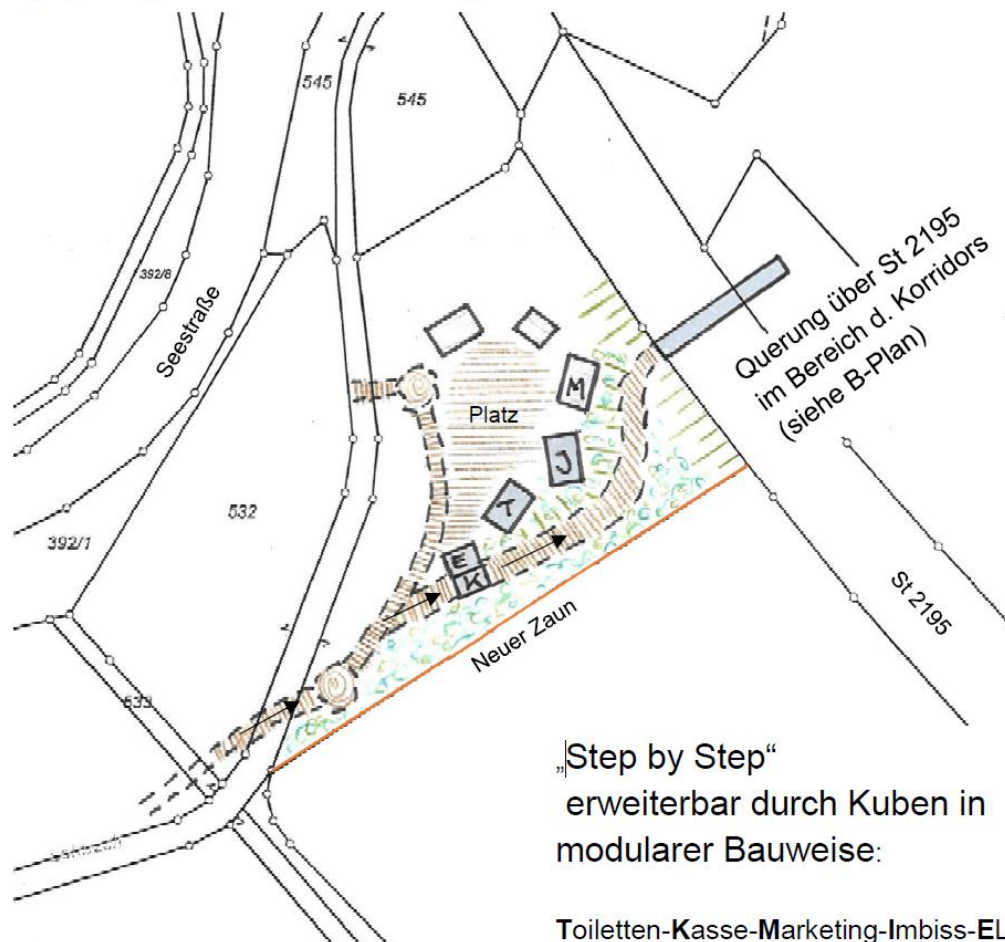 545
545
392/8
Seestraße
Querung über St 2195
im Bereich d. Korridors
(siehe B-Plan)
M
Platz
J
T
532
392/1
E
K
St 2195
Neuer Zaun
533
„Step by Step“
erweiterbar durch Kuben in
modularer Bauweise:
Toiletten-Kasse-Marketing-Imbiss-EL